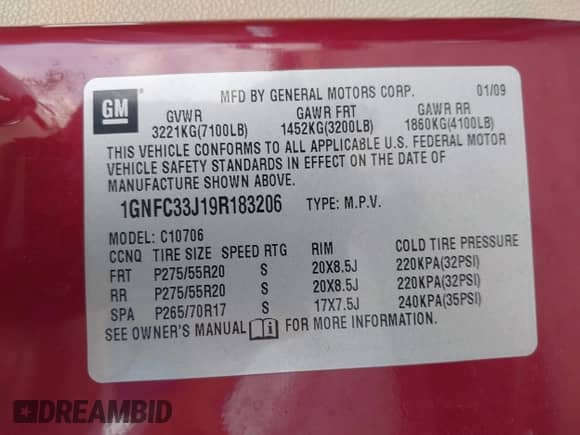 GM
MFD BY GENERAL MOTORS CORP. 01/09
GVWR GAWR FRT GAWR RR
3221KG(7100LB) 1452KG(3200LB) 1860KG(4100LB)
THIS VEHICLE CONFORMS TO ALL APPLICABLE U.S. FEDERAL MOTOR
VEHICLE SAFETY STANDARDS IN EFFECT ON THE DATE OF
MANUFACTURE SHOWN ABOVE.
1GNFC33J19R183206 TYPE: M.P.V.
MODEL: C10706
CCNQ TIRE SIZE SPEED RTG RIM COLD TIRE PRESSURE
FRT P275/55R20 S 20X8.5J 220KPA(32PSI)
RR P275/55R20 S 20X8.5J 220KPA(32PSI)
SPA P265/70R17 S 17X7.5J 240KPA(35PSI)
SEE OWNER'S MANUAL FOR MORE INFORMATION.
DREAMBID